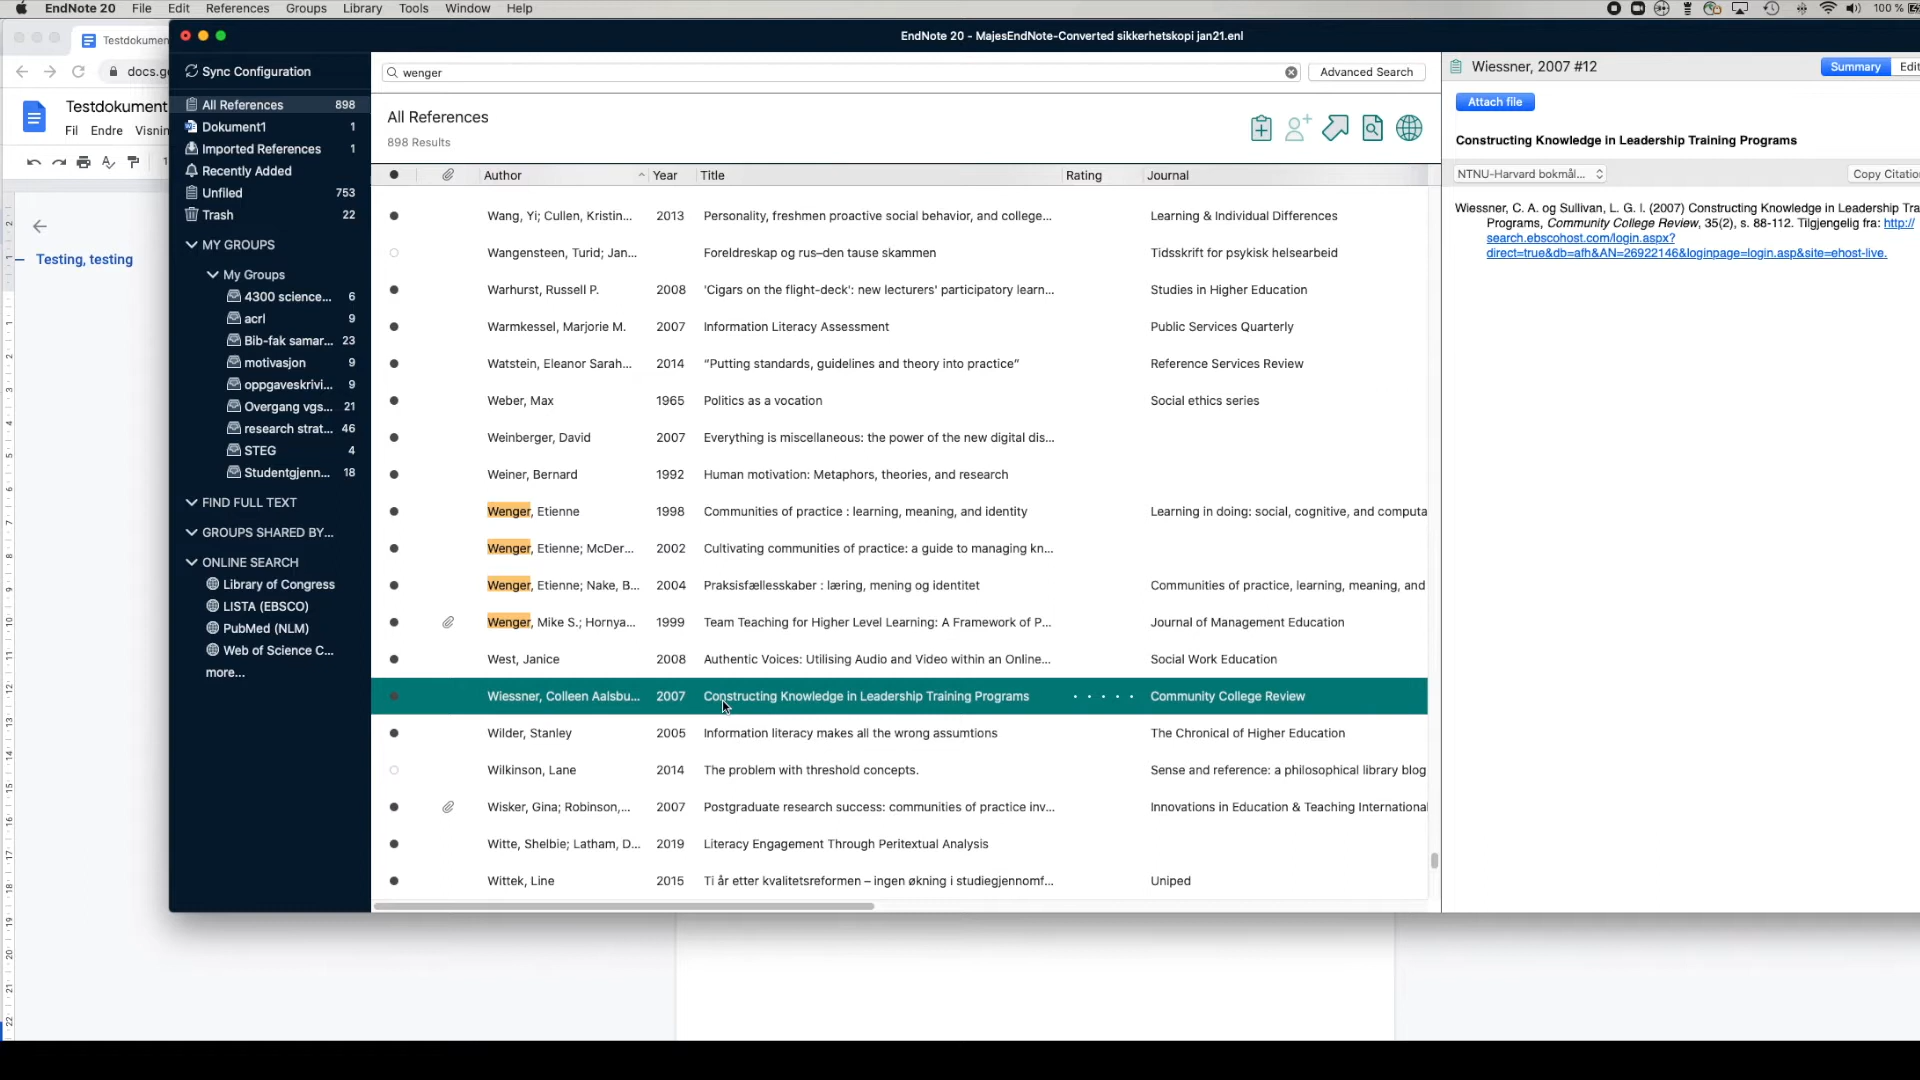 EndNote 20 File Edit References Groups Library Tools Window Help 100 %
Testdokumen
EndNote 20 - MajesEndNote-Converted sikkerhetskopi jan21.enl
docs.g
Testdokument
Fil Endre Visnin
Testing, testing
Sync Configuration
All References 898
Dokument1 1
Imported References 1
Recently Added
Unfiled 753
Trash 22
MY GROUPS
My Groups
4300 science... 6
acrl 9
Bib-fak samar... 23
motivasjon 9
oppgaveskrivi... 9
Overgang vgs... 21
research strat... 46
STEG 4
Studentgjenn... 18
FIND FULL TEXT
GROUPS SHARED BY...
ONLINE SEARCH
Library of Congress
LISTA (EBSCO)
PubMed (NLM)
Web of Science C...
more...
wenger
Advanced Search
All References
898 Results
Author Year Title Rating Journal
Wang, Yi; Cullen, Kristin... 2013 Personality, freshmen proactive social behavior, and college... Learning & Individual Differences
Wangensteen, Turid; Jan... Foreldreskap og rus–den tause skammen Tidsskrift for psykisk helsearbeid
Warhurst, Russell P. 2008 'Cigars on the flight-deck': new lecturers' participatory learn... Studies in Higher Education
Warmkessel, Marjorie M. 2007 Information Literacy Assessment Public Services Quarterly
Watstein, Eleanor Sarah... 2014 “Putting standards, guidelines and theory into practice” Reference Services Review
Weber, Max 1965 Politics as a vocation Social ethics series
Weinberger, David 2007 Everything is miscellaneous: the power of the new digital dis...
Weiner, Bernard 1992 Human motivation: Metaphors, theories, and research
Wenger, Etienne 1998 Communities of practice : learning, meaning, and identity Learning in doing: social, cognitive, and computa
Wenger, Etienne; McDer... 2002 Cultivating communities of practice: a guide to managing kn...
Wenger, Etienne; Nake, B... 2004 Praksisfællesskaber : læring, mening og identitet Communities of practice, learning, meaning, and
Wenger, Mike S.; Hornya... 1999 Team Teaching for Higher Level Learning: A Framework of P... Journal of Management Education
West, Janice 2008 Authentic Voices: Utilising Audio and Video within an Online... Social Work Education
Wiessner, Colleen Aalsbu... 2007 Constructing Knowledge in Leadership Training Programs Community College Review
Wilder, Stanley 2005 Information literacy makes all the wrong assumtions The Chronical of Higher Education
Wilkinson, Lane 2014 The problem with threshold concepts. Sense and reference: a philosophical library blog
Wisker, Gina; Robinson,... 2007 Postgraduate research success: communities of practice inv... Innovations in Education & Teaching International
Witte, Shelbie; Latham, D... 2019 Literacy Engagement Through Peritextual Analysis
Wittek, Line 2015 Ti år etter kvalitetsreformen – ingen økning i studiegjennomf... Uniped
Wiessner, 2007 #12
Summary Edit
Attach file
Constructing Knowledge in Leadership Training Programs
NTNU-Harvard bokmål... Copy Citatio
Wiessner, C. A. og Sullivan, L. G. I. (2007) Constructing Knowledge in Leadership Tra
Programs, Community College Review, 35(2), s. 88-112. Tilgjengelig fra: http://
search.ebscohost.com/login.aspx?
direct=true&db=afh&AN=26922146&loginpage=login.asp&site=ehost-live.